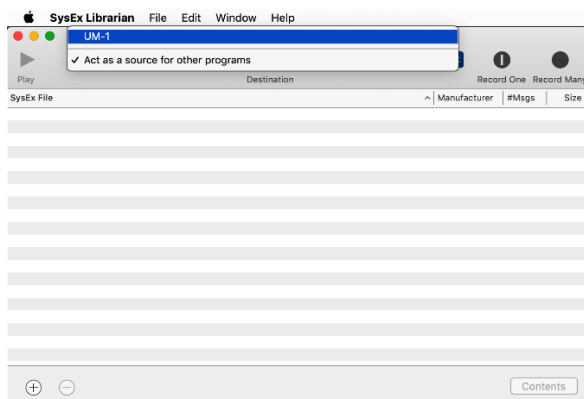 SysEx Librarian File Edit Window Help
UM-1
✓ Act as a source for other programs
Play Destination Record One Record Many
SysEx File Manufacturer #Msgs Size
Contents